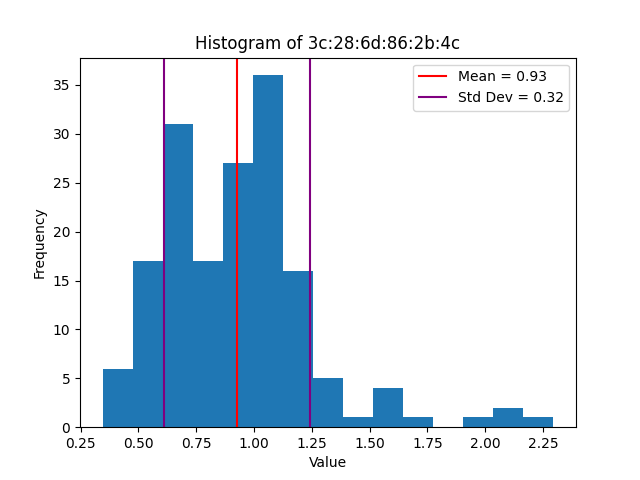 Histogram of 3c:28:6d:86:2b:4c
Mean = 0.93
Std Dev = 0.32
Frequency
35
30
25
20
15
10
5
0
0.25 0.50 0.75 1.00 1.25 1.50 1.75 2.00 2.25
Value